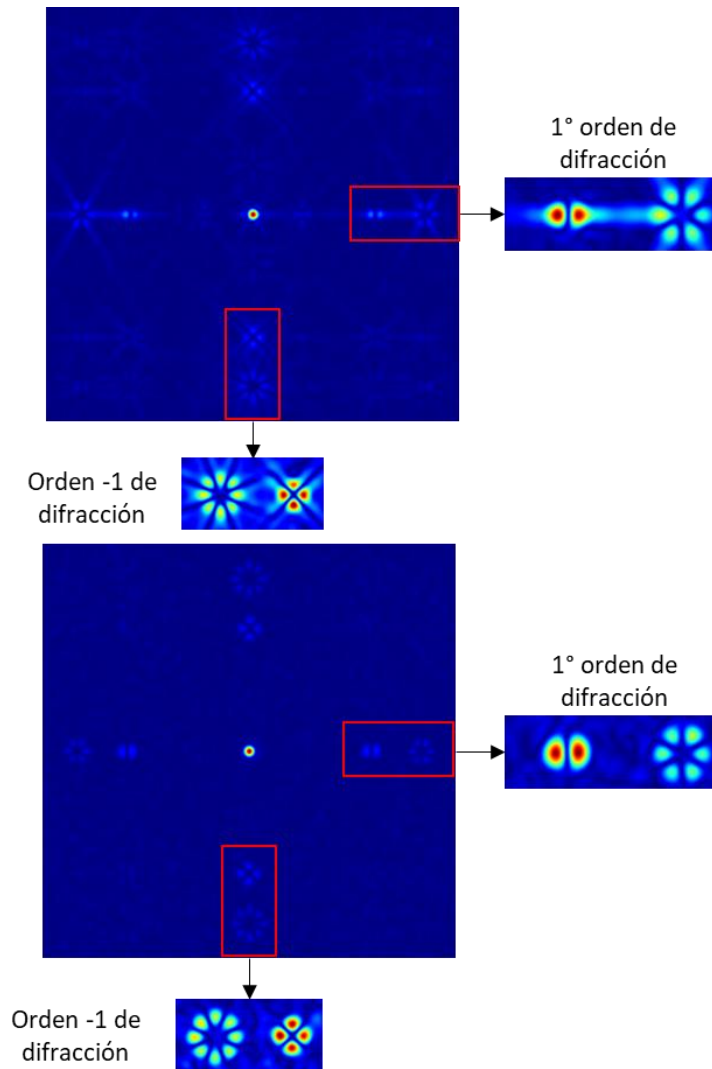 1° orden de
difracción
Orden -1 de
difracción
1° orden de
difracción
Orden -1 de
difracción